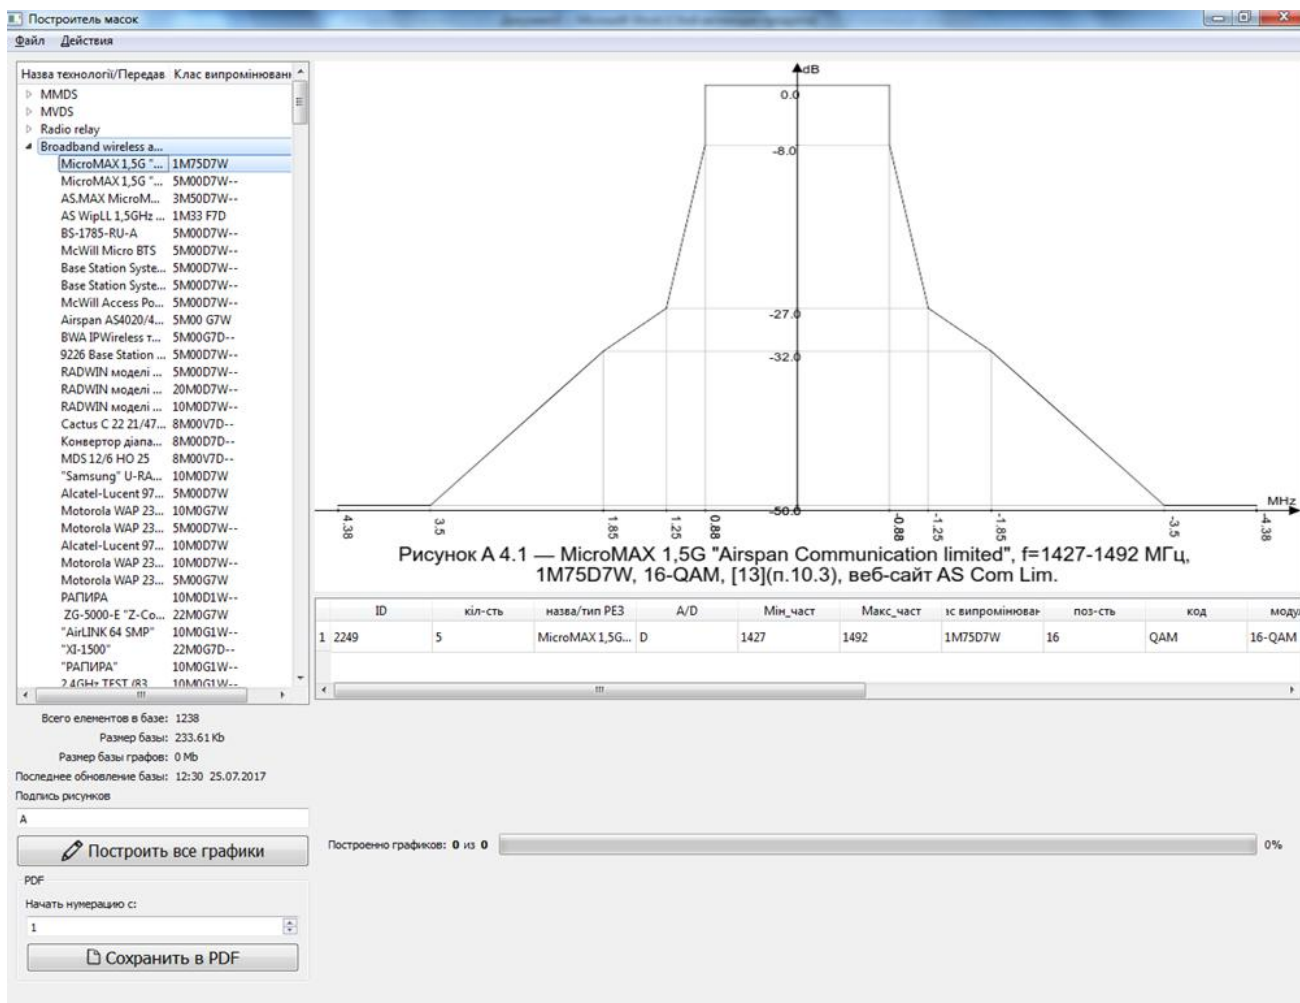 Построитель масок
Файл Действия
Назва технології/Передав Клас випромінюванн
MMDS
MVDS
Radio relay
Broadband wireless a...
MicroMAX 1,5G "... 1M75D7W
MicroMAX 1,5G "... 5M00D7W--
AS.MAX MicroM... 3M50D7W--
AS WipLL 1,5GHz ... 1M33 F7D
BS-1785-RU-A 5M00D7W--
McWill Micro BTS 5M00D7W--
Base Station Syste... 5M00D7W--
Base Station Syste... 5M00D7W--
McWill Access Po... 5M00D7W--
Airspan AS4020/4... 5M00 G7W
BWA IPWireless т... 5M00G7D--
9226 Base Station ... 5M00D7W--
RADWIN моделі ... 5M00D7W--
RADWIN моделі ... 20M0D7W--
RADWIN моделі ... 10M0D7W--
Cactus C 22 21/47... 8M00V7D--
Конвертор діапа... 8M00D7D--
MDS 12/6 HO 25 8M00V7D--
"Samsung" U-RA... 10M0D7W
Alcatel-Lucent 97... 5M00D7W
Motorola WAP 23... 10M0G7W
Motorola WAP 23... 5M00D7W--
Alcatel-Lucent 97... 10M0D7W
Motorola WAP 23... 10M0D7W--
Motorola WAP 23... 5M00G7W
РАПИРА 10M0D1W--
ZG-5000-E "Z-Co... 22M0G7W
"AirLINK 64 SMP" 10M0G1W--
"XI-1500" 22M0G7D--
"РАПИРА" 10M0G1W--
2.4GHz TEST (83... 10M0G1W--
dB
0.0
-8.0
-27.0
-32.0
-50.0
MHz
4.38 3.5 1.85 1.25 0.88 -0.88 -1.25 -1.85 -3.5 -4.38
Рисунок А 4.1 — MicroMAX 1,5G "Airspan Communication limited", f=1427-1492 МГц,
1M75D7W, 16-QAM, [13](п.10.3), веб-сайт AS Com Lim.
ID кіл-сть назва/тип РЕЗ A/D Мін_част Макс_част ас випромінюван поз-сть код модул
1 2249 5 MicroMAX 1,5G... D 1427 1492 1M75D7W 16 QAM 16-QAM
Всего елементов в базе: 1238
Размер базы: 233.61 Kb
Размер базы графов: 0 Mb
Последнее обновление базы: 12:30 25.07.2017
Подпись рисунков
А
Построить все графики
Построенно графиков: 0 из 0 0%
PDF
Начать нумерацию с:
1
Сохранить в PDF